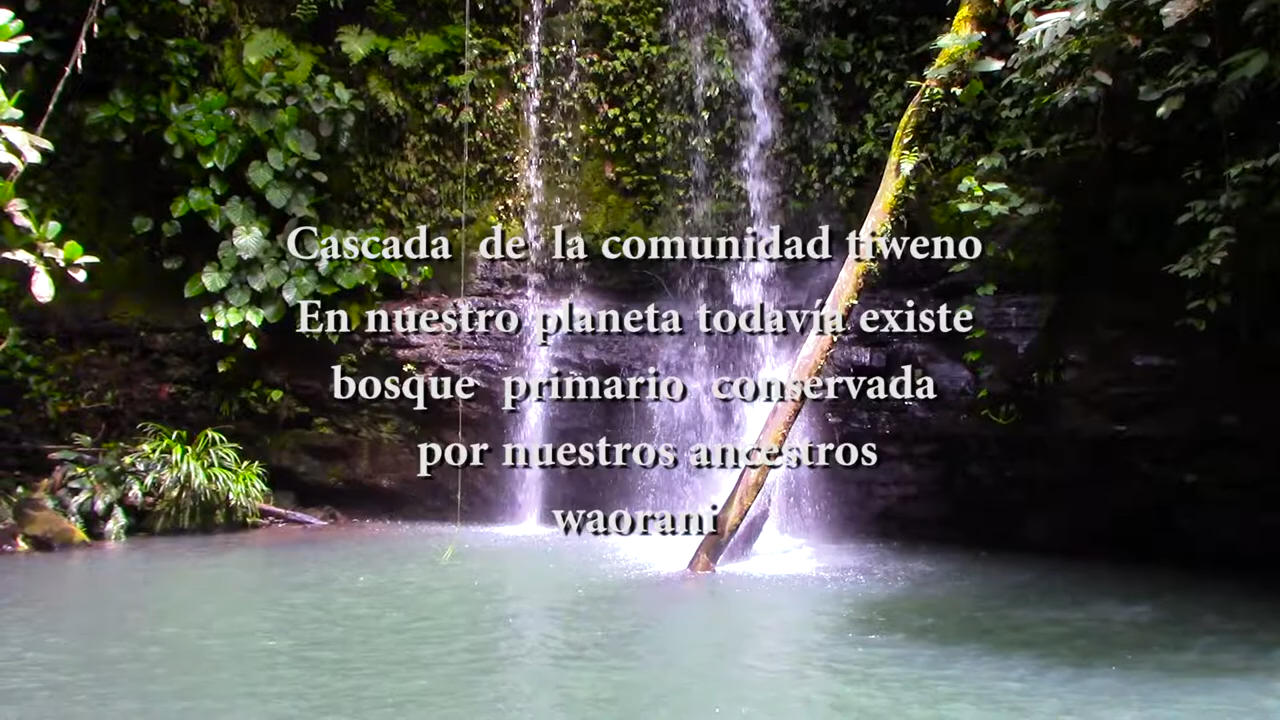 Cascada de la comunidad tiweno
En nuestro planeta todavía existe
bosque primario conservada
por nuestros ancestros
waorani